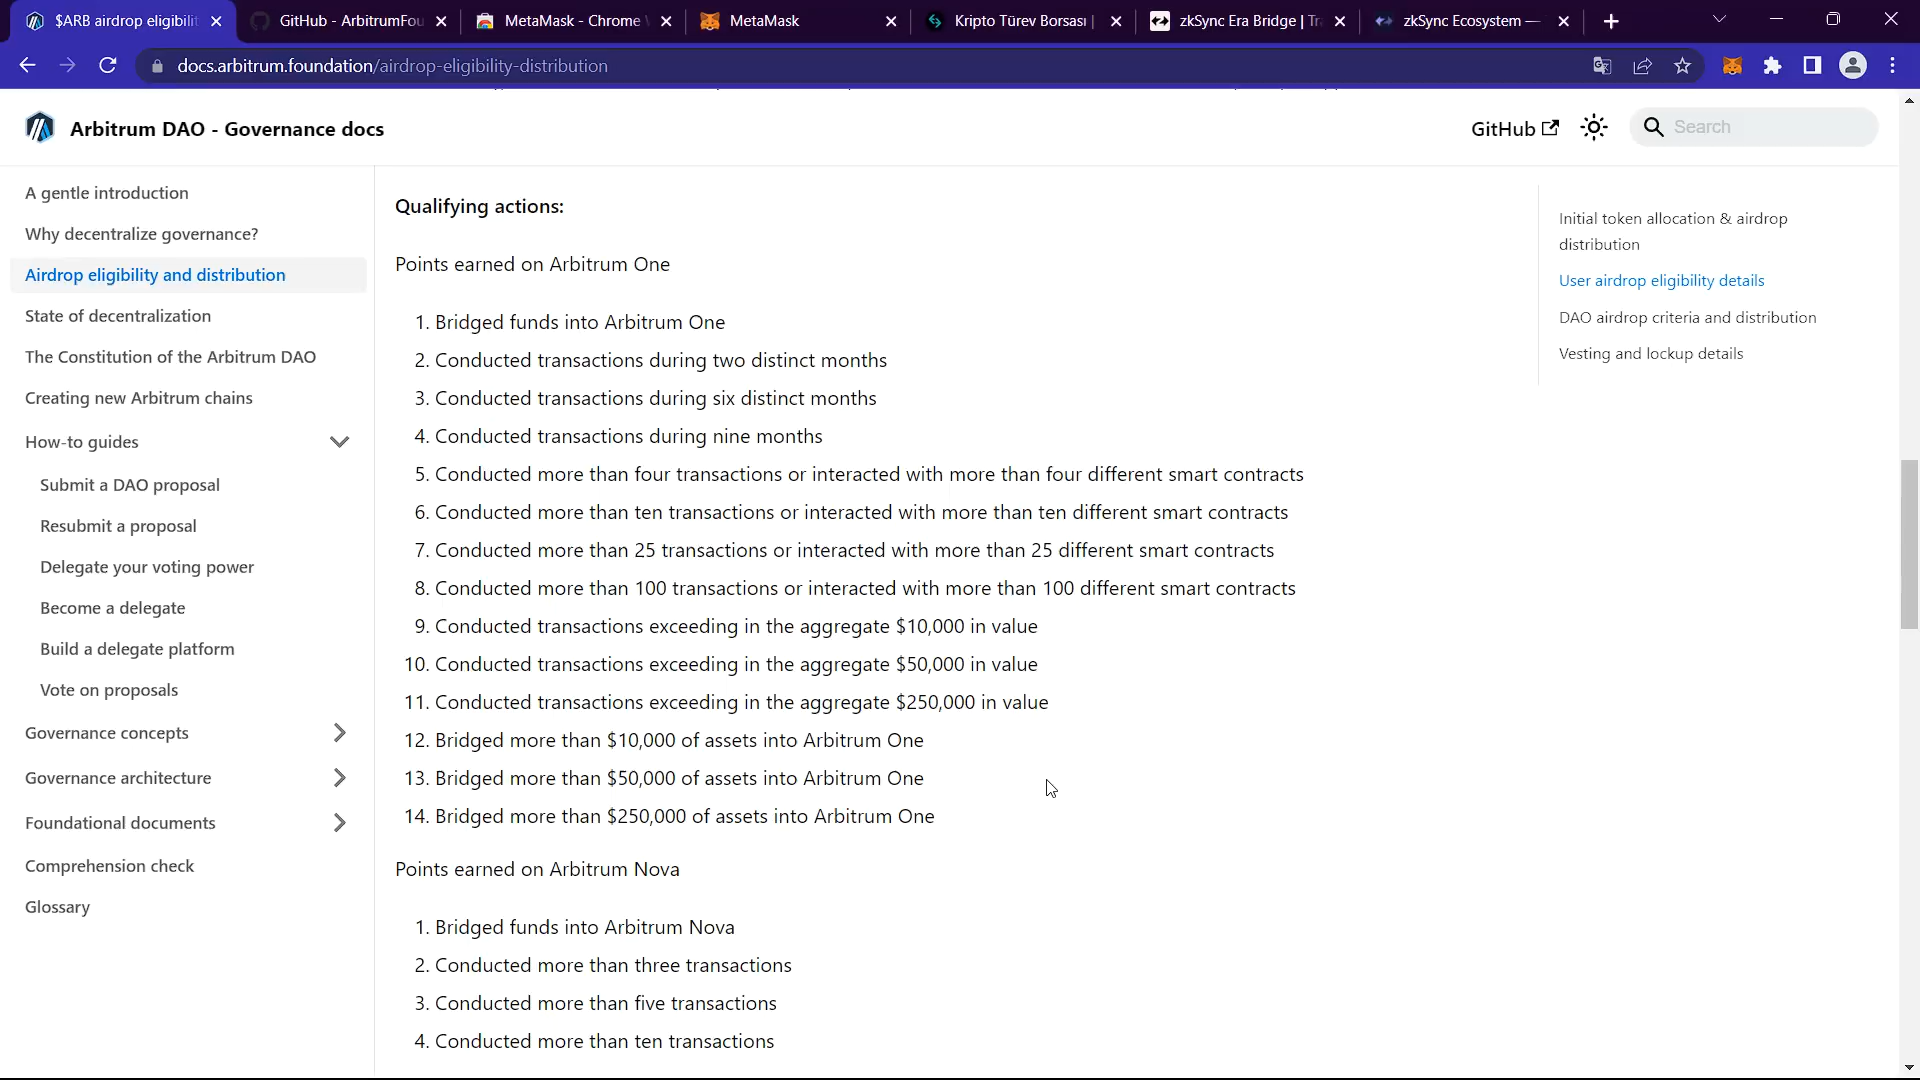 $ARB airdrop eligibilit
GitHub - ArbitrumFou
MetaMask - Chrome
MetaMask
Kripto Türev Borsası |
zkSync Era Bridge | Tr
zkSync Ecosystem —
docs.arbitrum.foundation/airdrop-eligibility-distribution
Arbitrum DAO - Governance docs
GitHub
Search
A gentle introduction
Why decentralize governance?
Airdrop eligibility and distribution
State of decentralization
The Constitution of the Arbitrum DAO
Creating new Arbitrum chains
How-to guides
Submit a DAO proposal
Resubmit a proposal
Delegate your voting power
Become a delegate
Build a delegate platform
Vote on proposals
Governance concepts
Governance architecture
Foundational documents
Comprehension check
Glossary
Qualifying actions:
Points earned on Arbitrum One
1. Bridged funds into Arbitrum One
2. Conducted transactions during two distinct months
3. Conducted transactions during six distinct months
4. Conducted transactions during nine months
5. Conducted more than four transactions or interacted with more than four different smart contracts
6. Conducted more than ten transactions or interacted with more than ten different smart contracts
7. Conducted more than 25 transactions or interacted with more than 25 different smart contracts
8. Conducted more than 100 transactions or interacted with more than 100 different smart contracts
9. Conducted transactions exceeding in the aggregate $10,000 in value
10. Conducted transactions exceeding in the aggregate $50,000 in value
11. Conducted transactions exceeding in the aggregate $250,000 in value
12. Bridged more than $10,000 of assets into Arbitrum One
13. Bridged more than $50,000 of assets into Arbitrum One
14. Bridged more than $250,000 of assets into Arbitrum One
Points earned on Arbitrum Nova
1. Bridged funds into Arbitrum Nova
2. Conducted more than three transactions
3. Conducted more than five transactions
4. Conducted more than ten transactions
Initial token allocation & airdrop
distribution
User airdrop eligibility details
DAO airdrop criteria and distribution
Vesting and lockup details